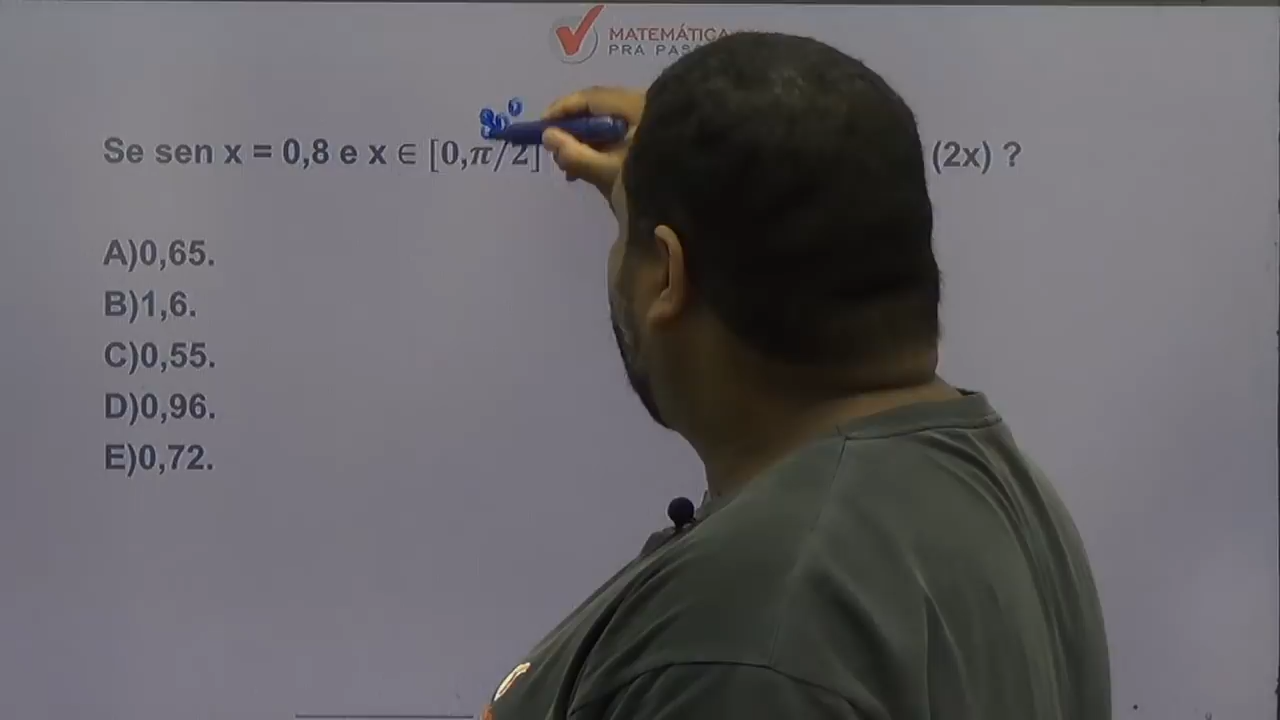 MATEMÁTICA
PRA PAS
Se sen x = 0,8 e x ∈ [0,π/2] (2x) ?
A)0,65.
B)1,6.
C)0,55.
D)0,96.
E)0,72.